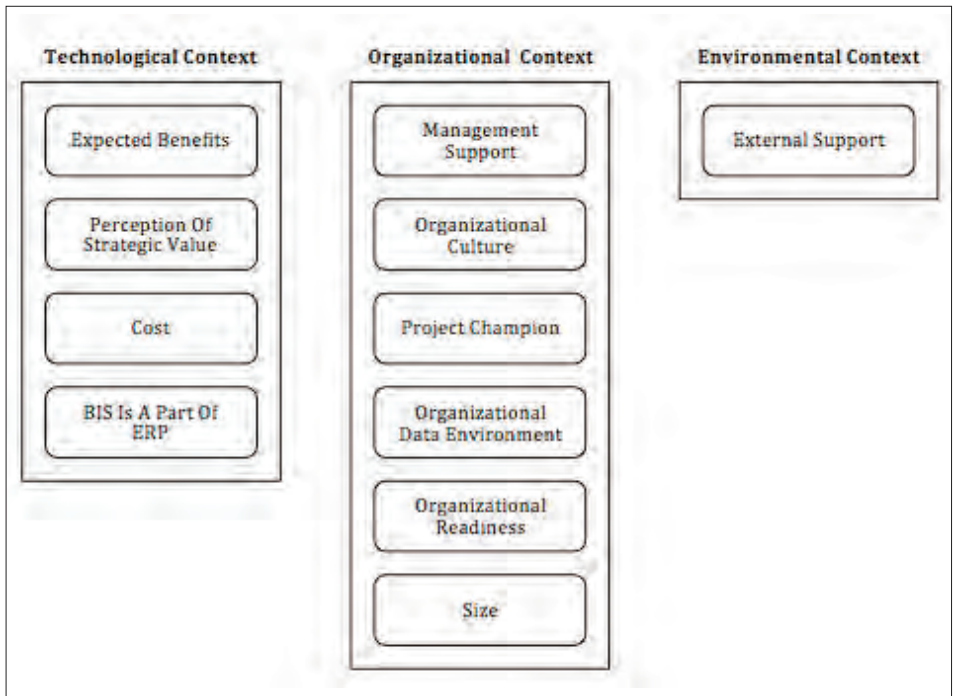 Technological Context
Expected Benefits
Perception Of
Strategic Value
Cost
BIS Is A Part Of
ERP
Organizational Context
Management
Support
Organizational
Culture
Project Champion
Organizational
Data Environment
Organizational
Readiness
Size
Environmental Context
External Support